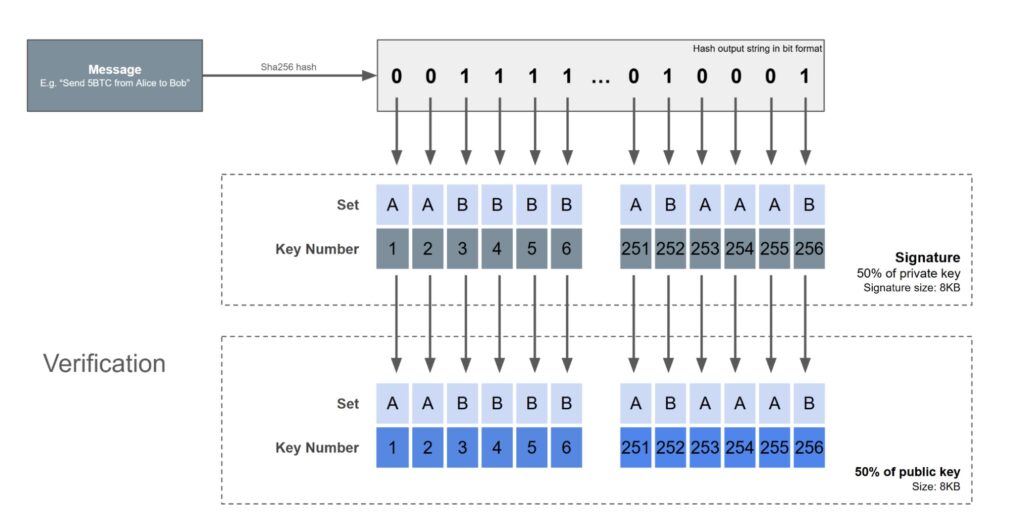 Hash output string in bit format
Message
E.g. "Send 5BTC from Alice to Bob"
Sha256 hash
0 0 1 1 1 1 ... 0 1 0 0 0 1
Set A A B B B B A B A A A B
Key Number 1 2 3 4 5 6 251 252 253 254 255 256
Signature
50% of private key
Signature size: 8KB
Verification
Set A A B B B B A B A A A B
Key Number 1 2 3 4 5 6 251 252 253 254 255 256
50% of public key
Size: 8KB